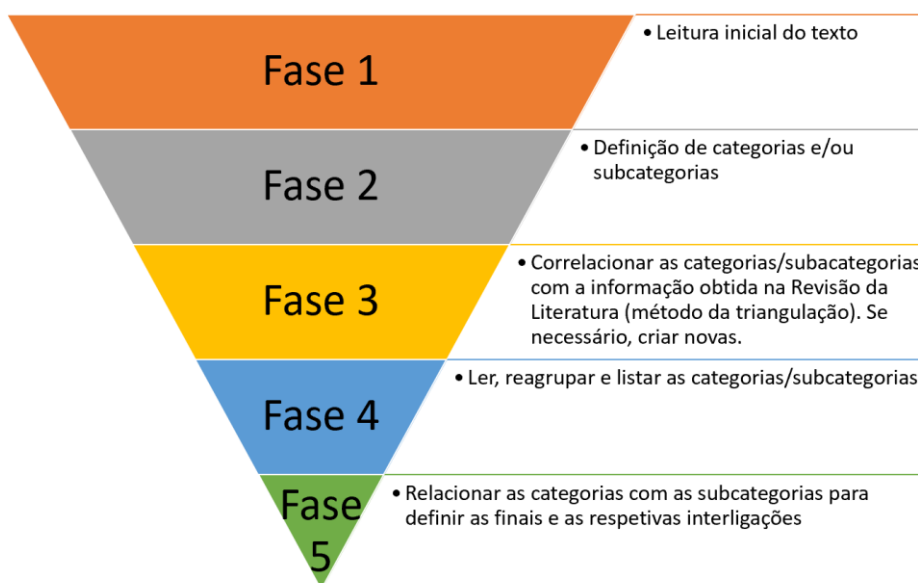 Fase 1
• Leitura inicial do texto
Fase 2
• Definição de categorias e/ou
subcategorias
Fase 3
• Correlacionar as categorias/subacategorias
com a informação obtida na Revisão da
Literatura (método da triangulação). Se
necessário, criar novas.
Fase 4
• Ler, reagrupar e listar as categorias/subcategorias
Fase
5
• Relacionar as categorias com as subcategorias para
definir as finais e as respetivas interligações